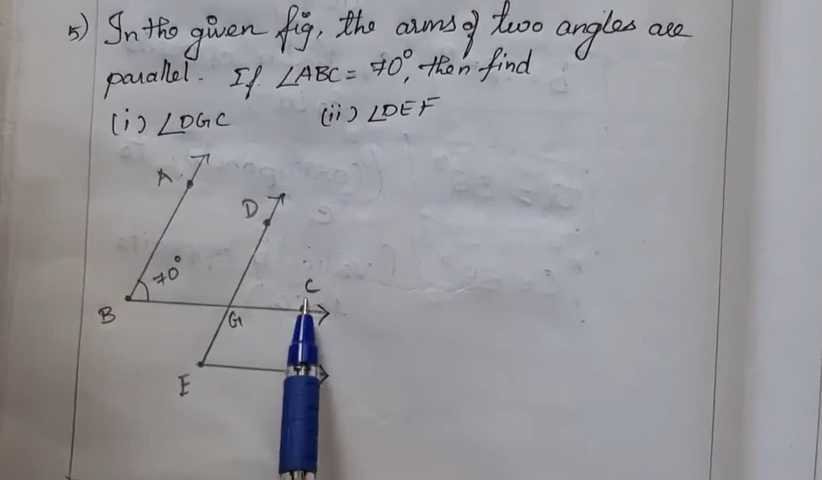 5) In the given fig, the arms of two angles are
parallel. If ∠ABC = 70°, then find
(i) ∠DGC (ii) ∠DEF
A
D
70°
C
B
G
E